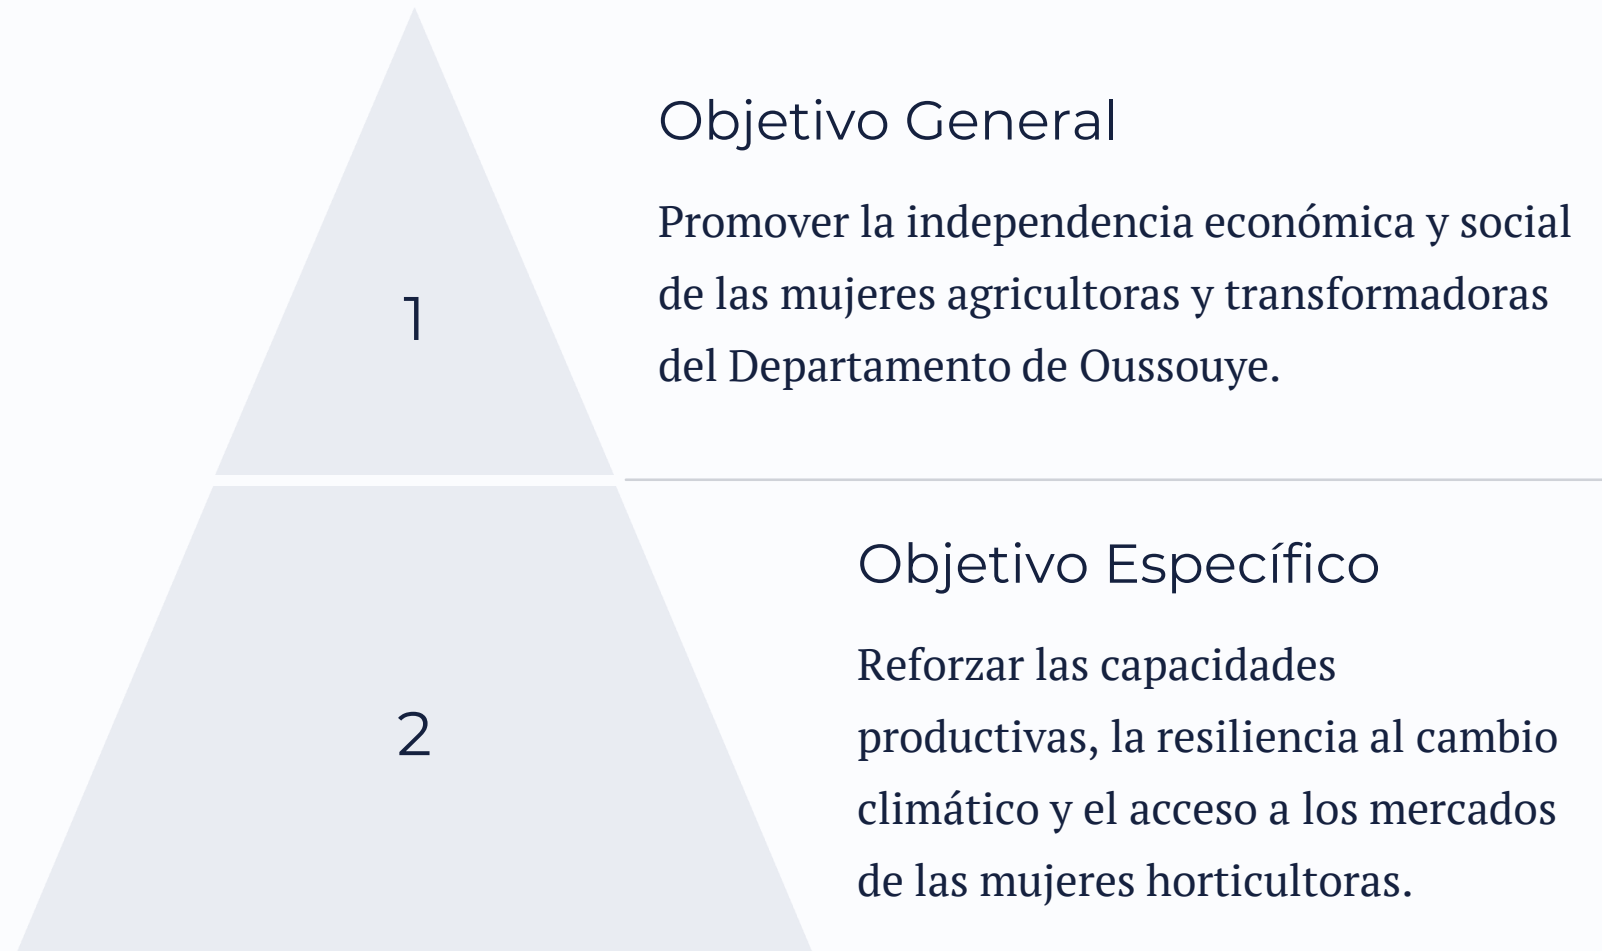 1
Objetivo General
Promover la independencia económica y social
de las mujeres agricultoras y transformadoras
del Departamento de Oussouye.
2
Objetivo Específico
Reforzar las capacidades
productivas, la resiliencia al cambio
climático y el acceso a los mercados
de las mujeres horticultoras.